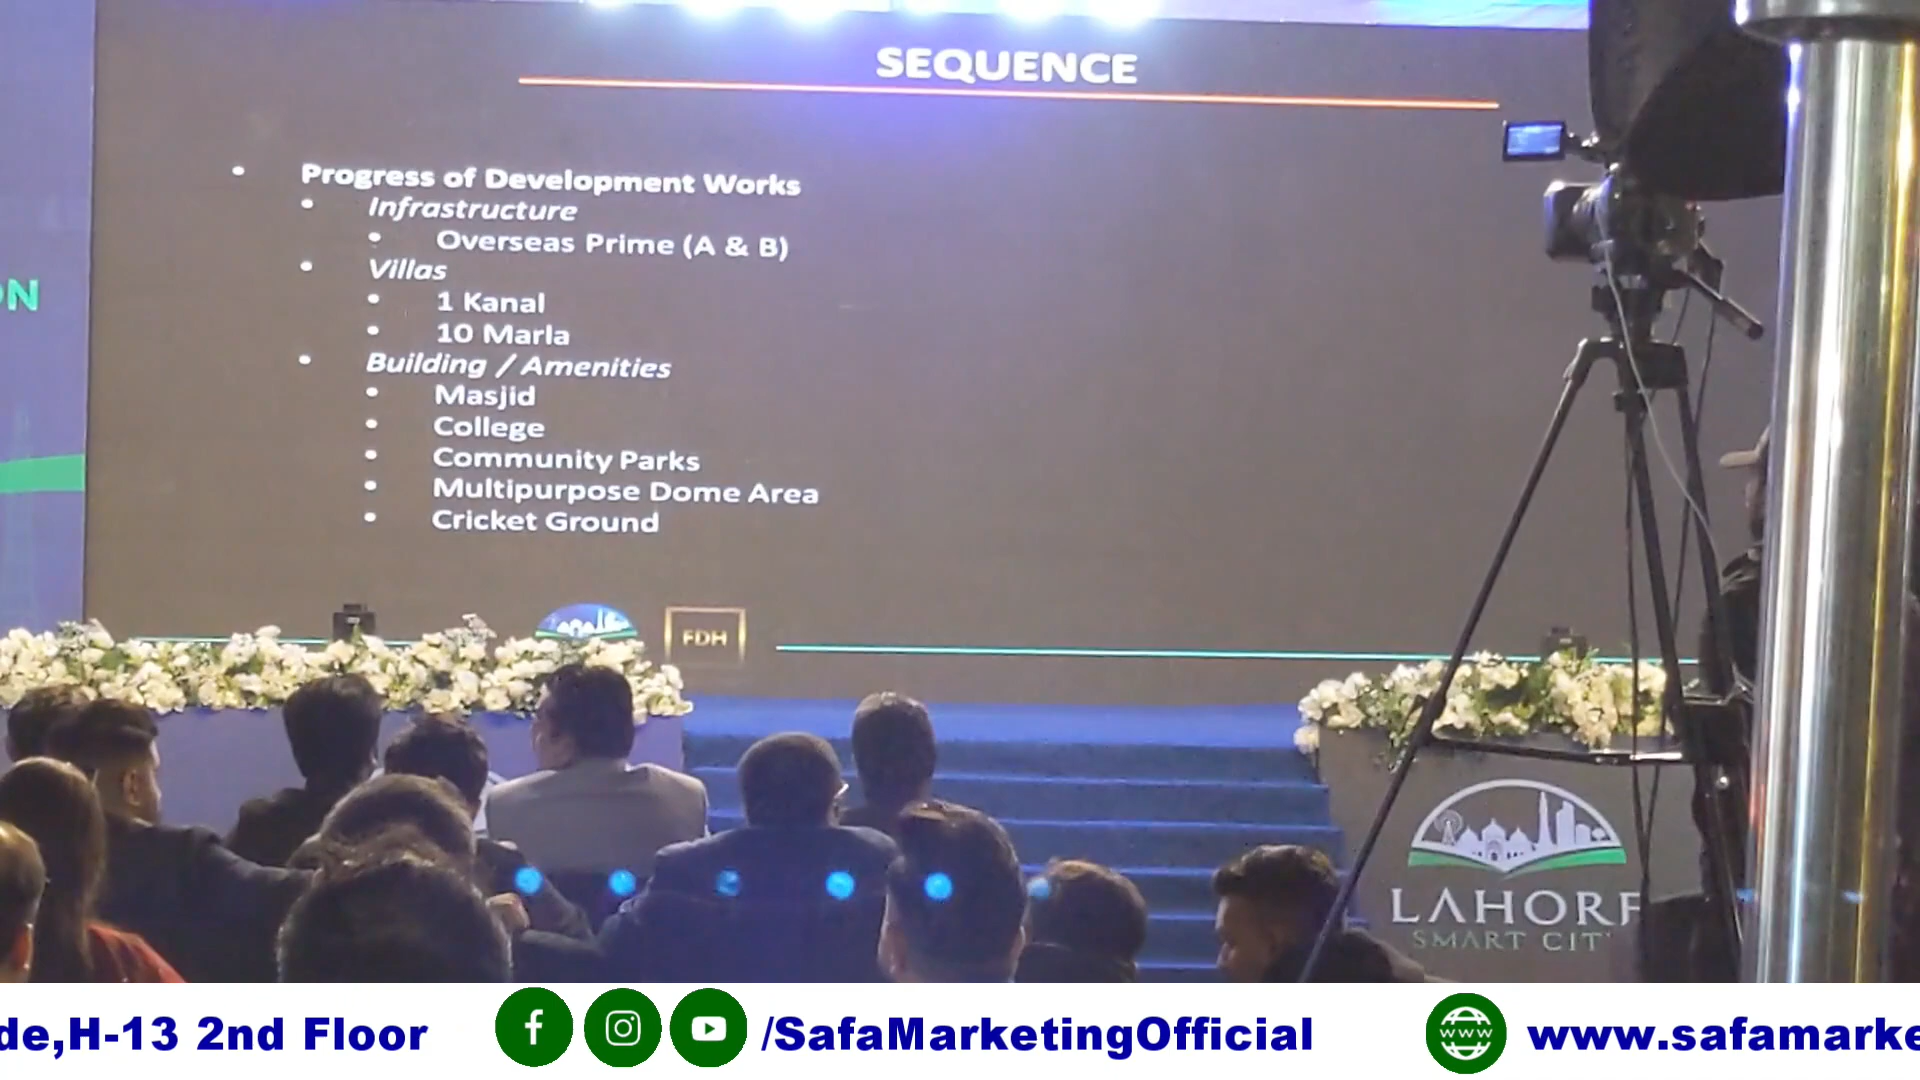 SEQUENCE
Progress of Development Works
Infrastructure
Overseas Prime (A & B)
Villas
1 Kanal
10 Marla
Building / Amenities
Masjid
College
Community Parks
Multipurpose Dome Area
Cricket Ground
FDH
LAHORE
SMART CIT
de,H-13 2nd Floor
/SafaMarketingOfficial
WWW
www.safamarke